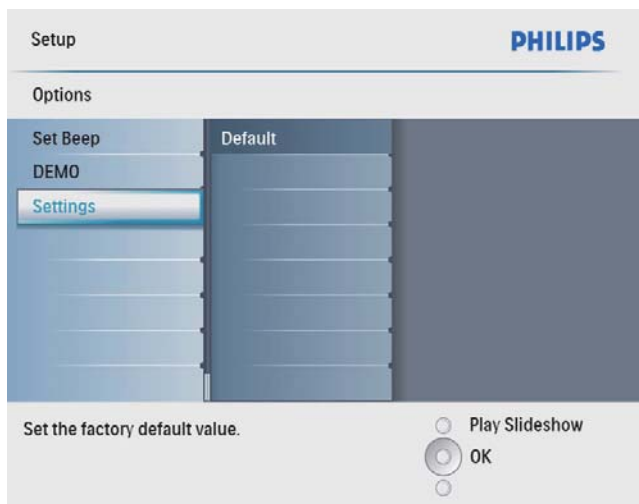 Setup
PHILIPS
Options
Set Beep
Default
DEMO
Settings
Set the factory default value.
Play Slideshow
OK